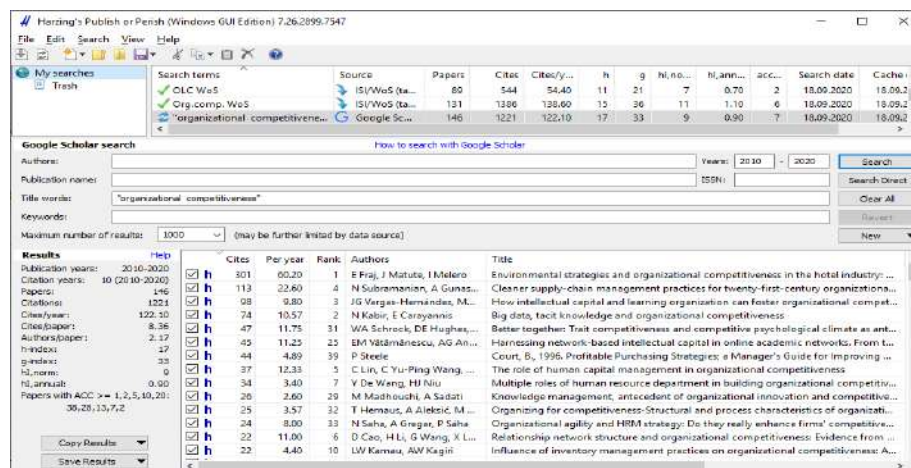 Harzing's Publish or Perish (Windows GUI Edition) 7.26.2899.7547
File Edit Search View Help
My searches
Trash
Search terms Source Papers Cites Cites/y... h g hI,no... hI,ann... acc... Search date Cache
OLC WoS ISI/WoS (ta... 89 544 54.40 11 21 7 0.70 2 18.09.2020 18.09.2
Org.comp. WoS ISI/WoS (ta... 131 1386 138.60 15 36 11 1.10 6 18.09.2020 18.09.2
"organizational competitivene... Google Sc... 146 1221 122.10 17 33 9 0.90 7 18.09.2020 18.09.2
Google Scholar search How to search with Google Scholar
Authors: Years: 2010 - 2020 Search
Publication name: ISSN: Search Direct
Title words: "organizational competitiveness" Clear All
Keywords: Revert
Maximum number of results: 1000 (may be further limited by data source) New
Results Help
Publication years: 2010-2020
Citation years: 10 (2010-2020)
Papers: 146
Citations: 1221
Cites/year: 122.10
Cites/paper: 8.36
Authors/paper: 2.17
h-index: 17
g-index: 33
hI,norm: 9
hI,annual: 0.90
Papers with ACC >= 1,2,5,10,20:
38,28,13,7,2
Copy Results
Save Results
Cites Per year Rank Authors Title
h 301 60.20 1 E Fraj, J Matute, I Melero Environmental strategies and organizational competitiveness in the hotel industry: ...
h 113 22.60 4 N Subramanian, A Gunas... Cleaner supply-chain management practices for twenty-first-century organizationa...
h 98 9.80 3 JG Vargas-Hernández, M... How intellectual capital and learning organization can foster organizational compet...
h 74 10.57 2 N Kabir, E Carayannis Big data, tacit knowledge and organizational competitiveness
h 47 11.75 31 WA Schrock, DE Hughes,... Better together: Trait competitiveness and competitive psychological climate as ant...
h 45 11.25 25 EM Vătămănescu, AG An... Harnessing network-based intellectual capital in online academic networks. From t...
h 44 4.89 39 P Steele Court, B., 1996. Profitable Purchasing Strategies: a Manager's Guide for Improving ...
h 37 12.33 5 C Lin, C Yu-Ping Wang, ... The role of human capital management in organizational competitiveness
h 34 3.40 7 Y De Wang, HJ Niu Multiple roles of human resource department in building organizational competitiv...
h 26 2.60 29 M Madhoushi, A Sadati Knowledge management, antecedent of organizational innovation and competitive...
h 25 3.57 32 T Hernaus, A Aleksić, M ... Organizing for competitiveness-Structural and process characteristics of organizati...
h 24 8.00 33 N Saha, A Gregar, P Sáha Organizational agility and HRM strategy: Do they really enhance firms' competitive...
h 22 11.00 6 D Cao, H Li, G Wang, X L... Relationship network structure and organizational competitiveness: Evidence from ...
h 22 4.40 10 LW Kamau, AW Kagiri Influence of inventory management practices on organizational competitiveness: A...